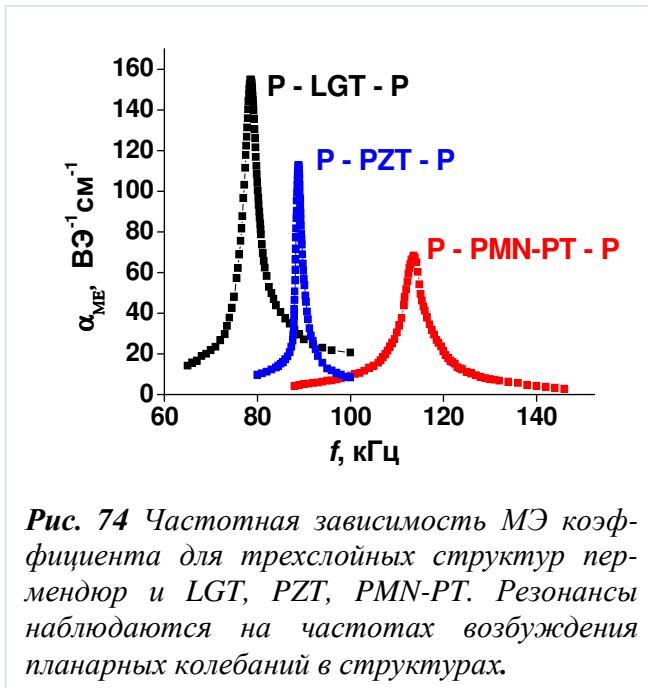 160
140
120
100
80
60
40
20
0
αME, ВЭ-1см-1
P - LGT - P
P - PZT - P
P - PMN-PT - P
60 80 100 120 140
f, кГц
Рис. 74 Частотная зависимость МЭ коэф-
фициента для трехслойных структур пер-
мендюр и LGT, PZT, PMN-PT. Резонансы
наблюдаются на частотах возбуждения
планарных колебаний в структурах.